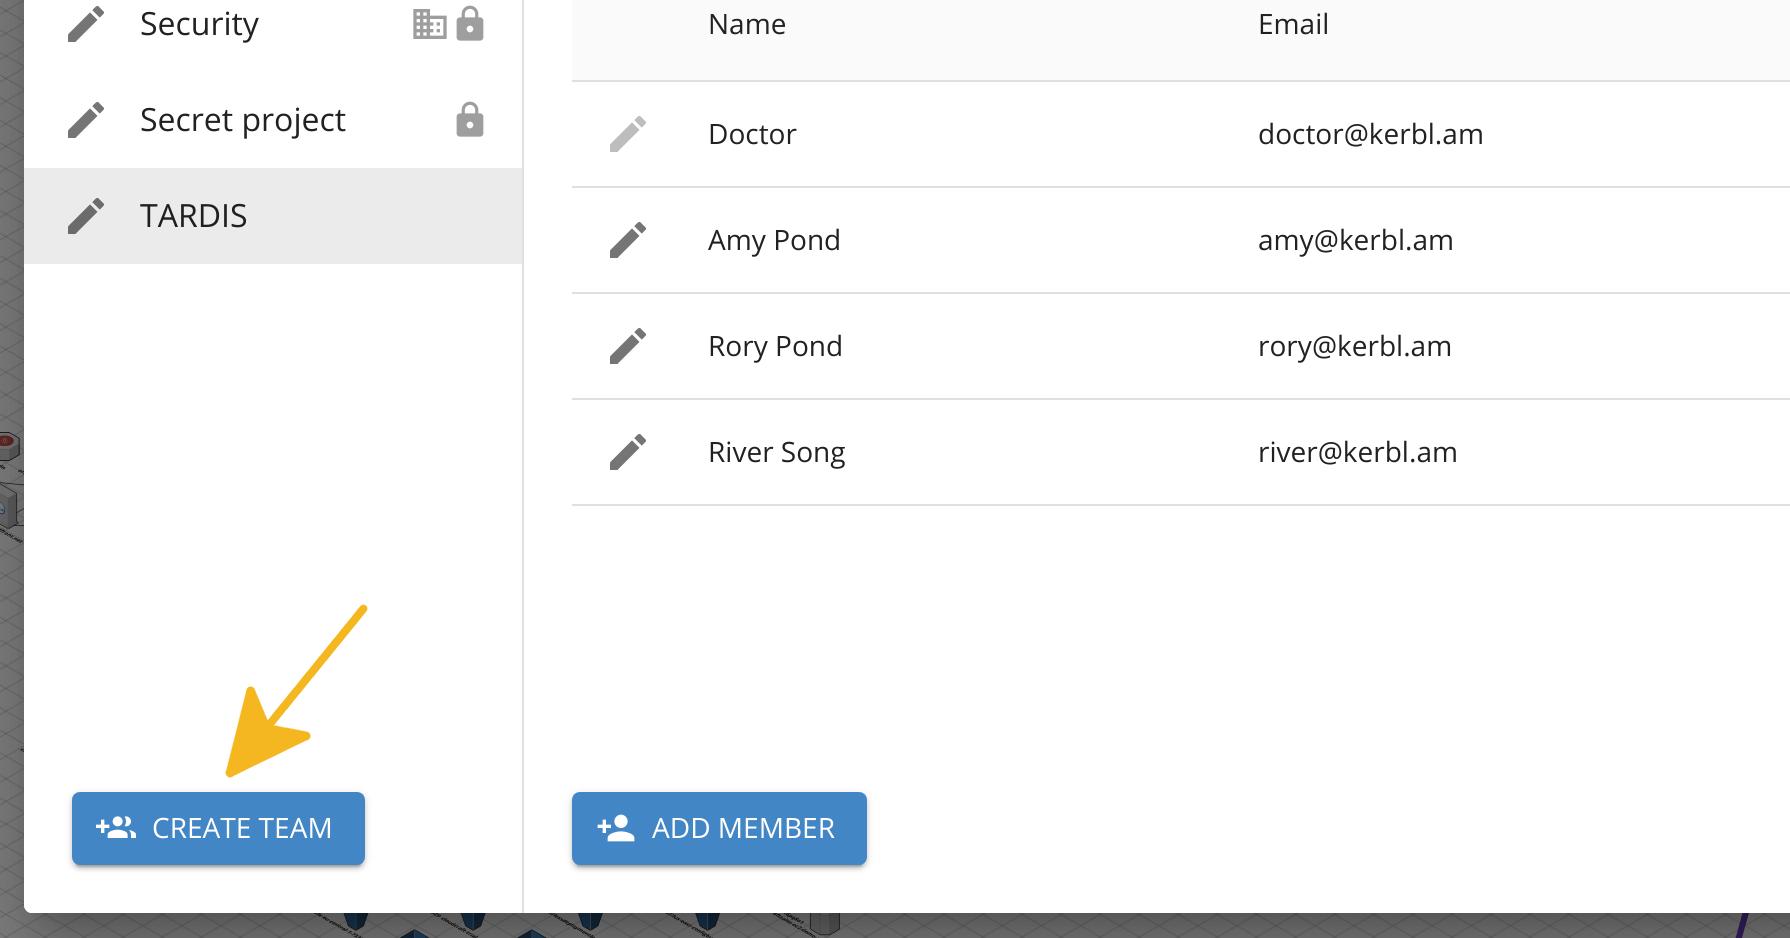 Security
Secret project
TARDIS
CREATE TEAM
Name Email
Doctor doctor@kerbl.am
Amy Pond amy@kerbl.am
Rory Pond rory@kerbl.am
River Song river@kerbl.am
ADD MEMBER